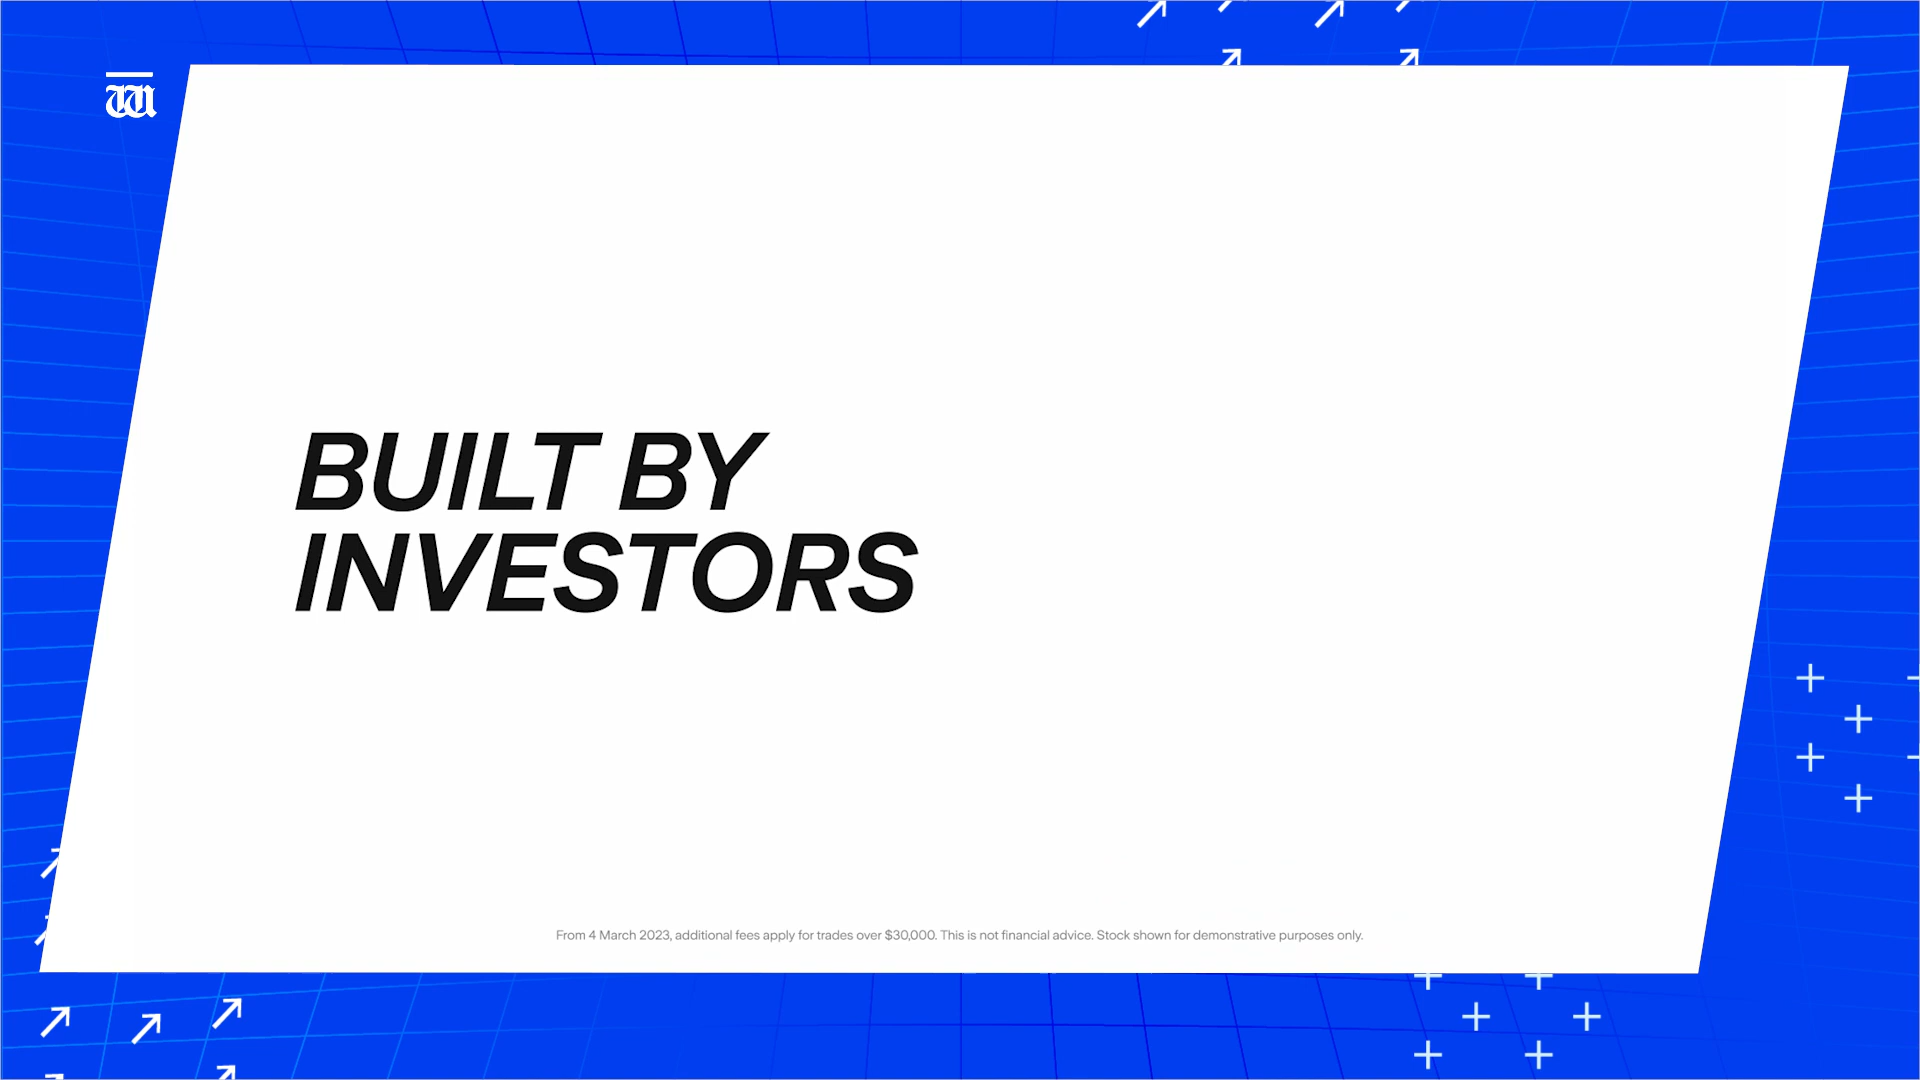 BUILT BY
INVESTORS
From 4 March 2023, additional fees apply for trades over $30,000. This is not financial advice. Stock shown for demonstrative purposes only.